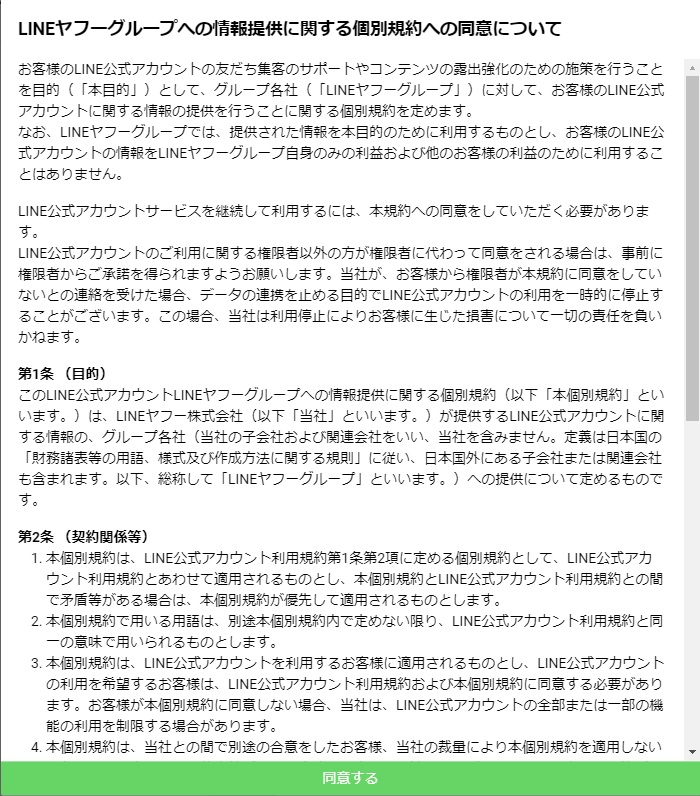 LINEヤフーグループへの情報提供に関する個別規約への同意について
お客様のLINE公式アカウントの友だち集客のサポートやコンテンツの露出強化のための施策を行うこと
を目的（「本目的」）として、グループ各社（「LINEヤフーグループ」）に対して、お客様のLINE公式
アカウントに関する情報の提供を行うことに関する個別規約を定めます。
なお、LINEヤフーグループでは、提供された情報を本目的のために利用するものとし、お客様のLINE公
式アカウントの情報をLINEヤフーグループ自身のみの利益および他のお客様の利益のために利用するこ
とはありません。
LINE公式アカウントサービスを継続して利用するには、本規約への同意をしていただく必要がありま
す。
LINE公式アカウントのご利用に関する権限者以外の方が権限者に代わって同意をされる場合は、事前に
権限者からご承諾を得られますようお願いします。当社が、お客様から権限者が本規約に同意をしてい
ないとの連絡を受けた場合、データの連携を止める目的でLINE公式アカウントの利用を一時的に停止す
ることがございます。この場合、当社は利用停止によりお客様に生じた損害について一切の責任を負い
かねます。
第1条 （目的）
このLINE公式アカウントLINEヤフーグループへの情報提供に関する個別規約（以下「本個別規約」とい
います。）は、LINEヤフー株式会社（以下「当社」といいます。）が提供するLINE公式アカウントに関
する情報の、グループ各社（当社の子会社および関連会社をいい、当社を含みません。定義は日本国の
「財務諸表等の用語、様式及び作成方法に関する規則」に従い、日本国外にある子会社または関連会社
も含まれます。以下、総称して「LINEヤフーグループ」といいます。）への提供について定めるもので
す。
第2条 （契約関係等）
1. 本個別規約は、LINE公式アカウント利用規約第1条第2項に定める個別規約として、LINE公式アカ
ウント利用規約とあわせて適用されるものとし、本個別規約とLINE公式アカウント利用規約との間
で矛盾等がある場合は、本個別規約が優先して適用されるものとします。
2. 本個別規約で用いる用語は、別途本個別規約内で定めない限り、LINE公式アカウント利用規約と同
一の意味で用いられるものとします。
3. 本個別規約は、LINE公式アカウントを利用するお客様に適用されるものとし、LINE公式アカウント
の利用を希望するお客様は、LINE公式アカウント利用規約および本個別規約に同意する必要があり
ます。お客様が本個別規約に同意しない場合、当社は、LINE公式アカウントの全部または一部の機
能の利用を制限する場合があります。
4. 本個別規約は、当社との間で別途の合意をしたお客様、当社の裁量により本個別規約を適用しない
同意する